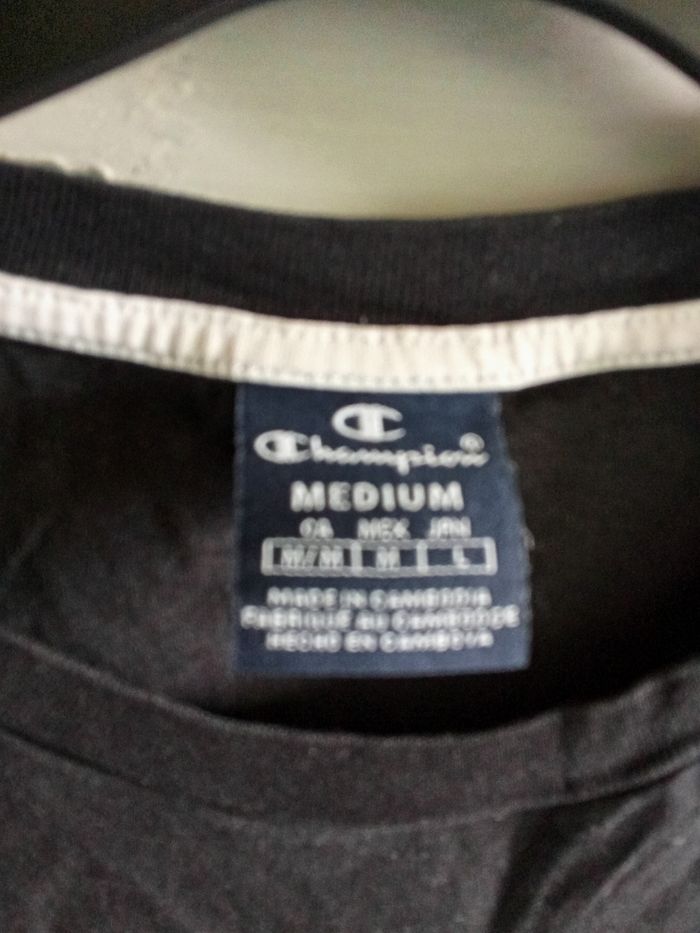 Champion®
MEDIUM
CA MEX JPN
M/M M L
MADE IN CAMBODIA
FABRIQUÉ AU CAMBODGE
HECHO EN CAMBOYA